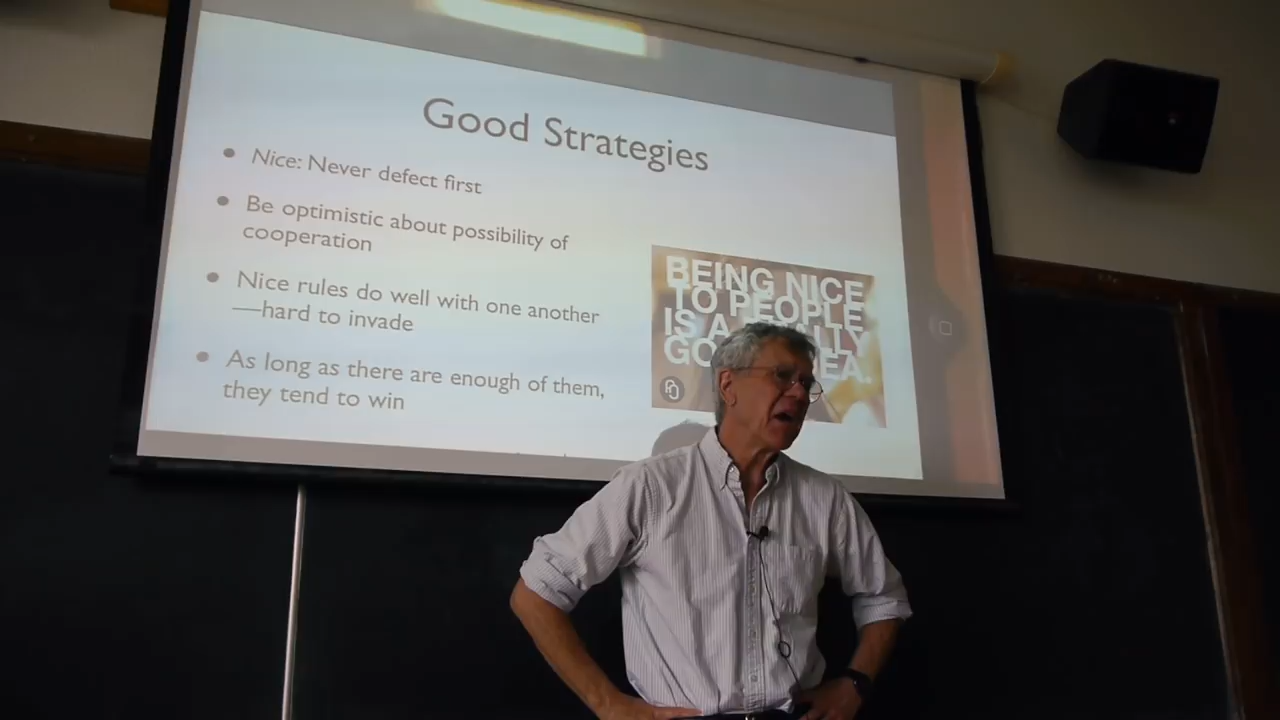 Good Strategies
• Nice: Never defect first
• Be optimistic about possibility of
cooperation
• Nice rules do well with one another
—hard to invade
• As long as there are enough of them,
they tend to win
BEING NICE
TO PEOPLE
IS A